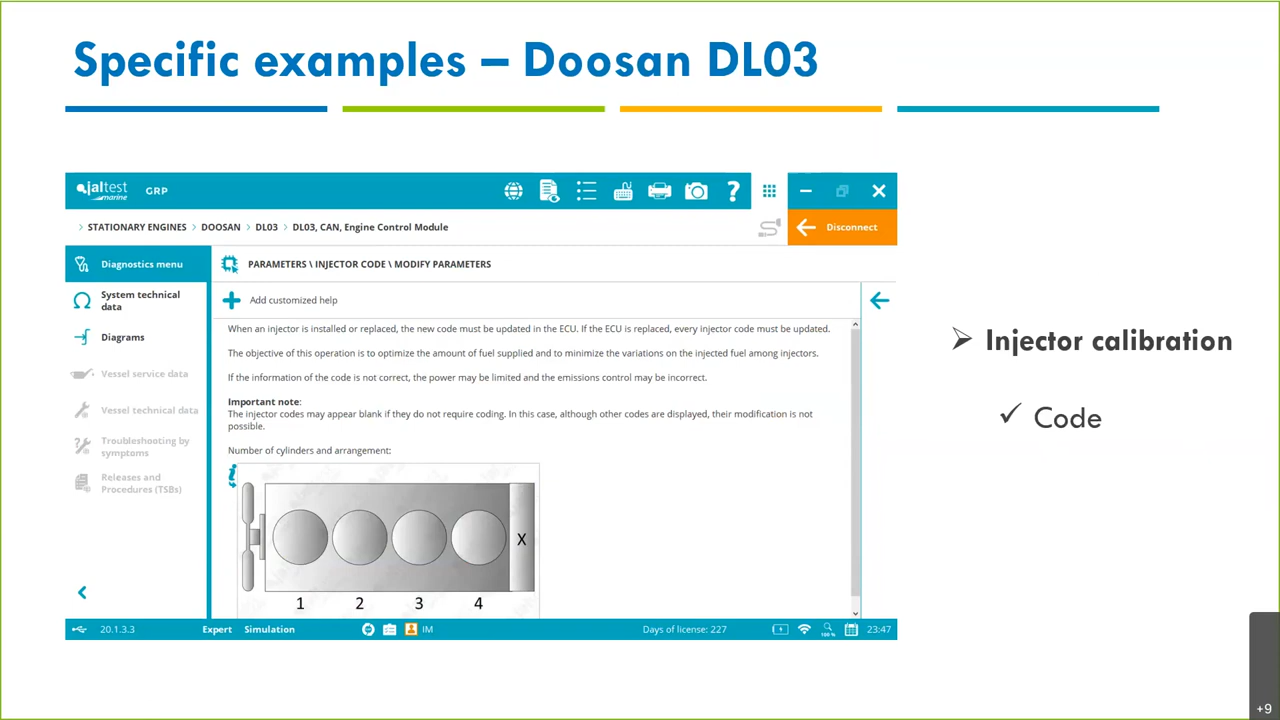 Specific examples – Doosan DL03
jaltest
marine
GRP
?
STATIONARY ENGINES > DOOSAN > DL03 > DL03, CAN, Engine Control Module
Disconnect
Diagnostics menu
System technical
data
Diagrams
Vessel service data
Vessel technical data
Troubleshooting by
symptoms
Releases and
Procedures (TSBs)
PARAMETERS \ INJECTOR CODE \ MODIFY PARAMETERS
Add customized help
When an injector is installed or replaced, the new code must be updated in the ECU. If the ECU is replaced, every injector code must be updated.
The objective of this operation is to optimize the amount of fuel supplied and to minimize the variations on the injected fuel among injectors.
If the information of the code is not correct, the power may be limited and the emissions control may be incorrect.
Important note:
The injector codes may appear blank if they do not require coding. In this case, although other codes are displayed, their modification is not
possible.
Number of cylinders and arrangement:
X
1 2 3 4
20.1.3.3 Expert Simulation IM Days of license: 227 100 % 23:47
Injector calibration
Code
+9